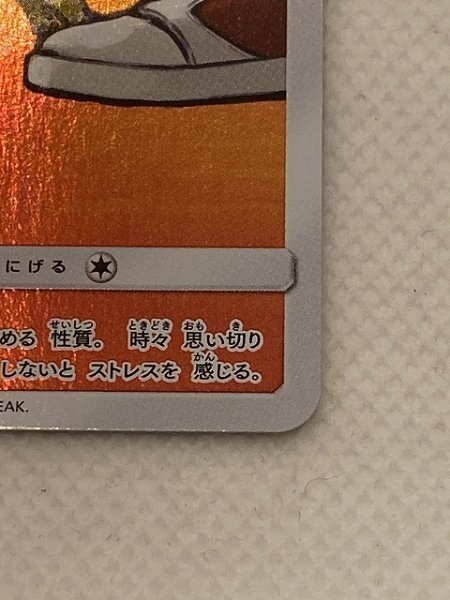 にげる
める 性質。 時々 思い切り
しないと ストレスを 感じる。
EAK.